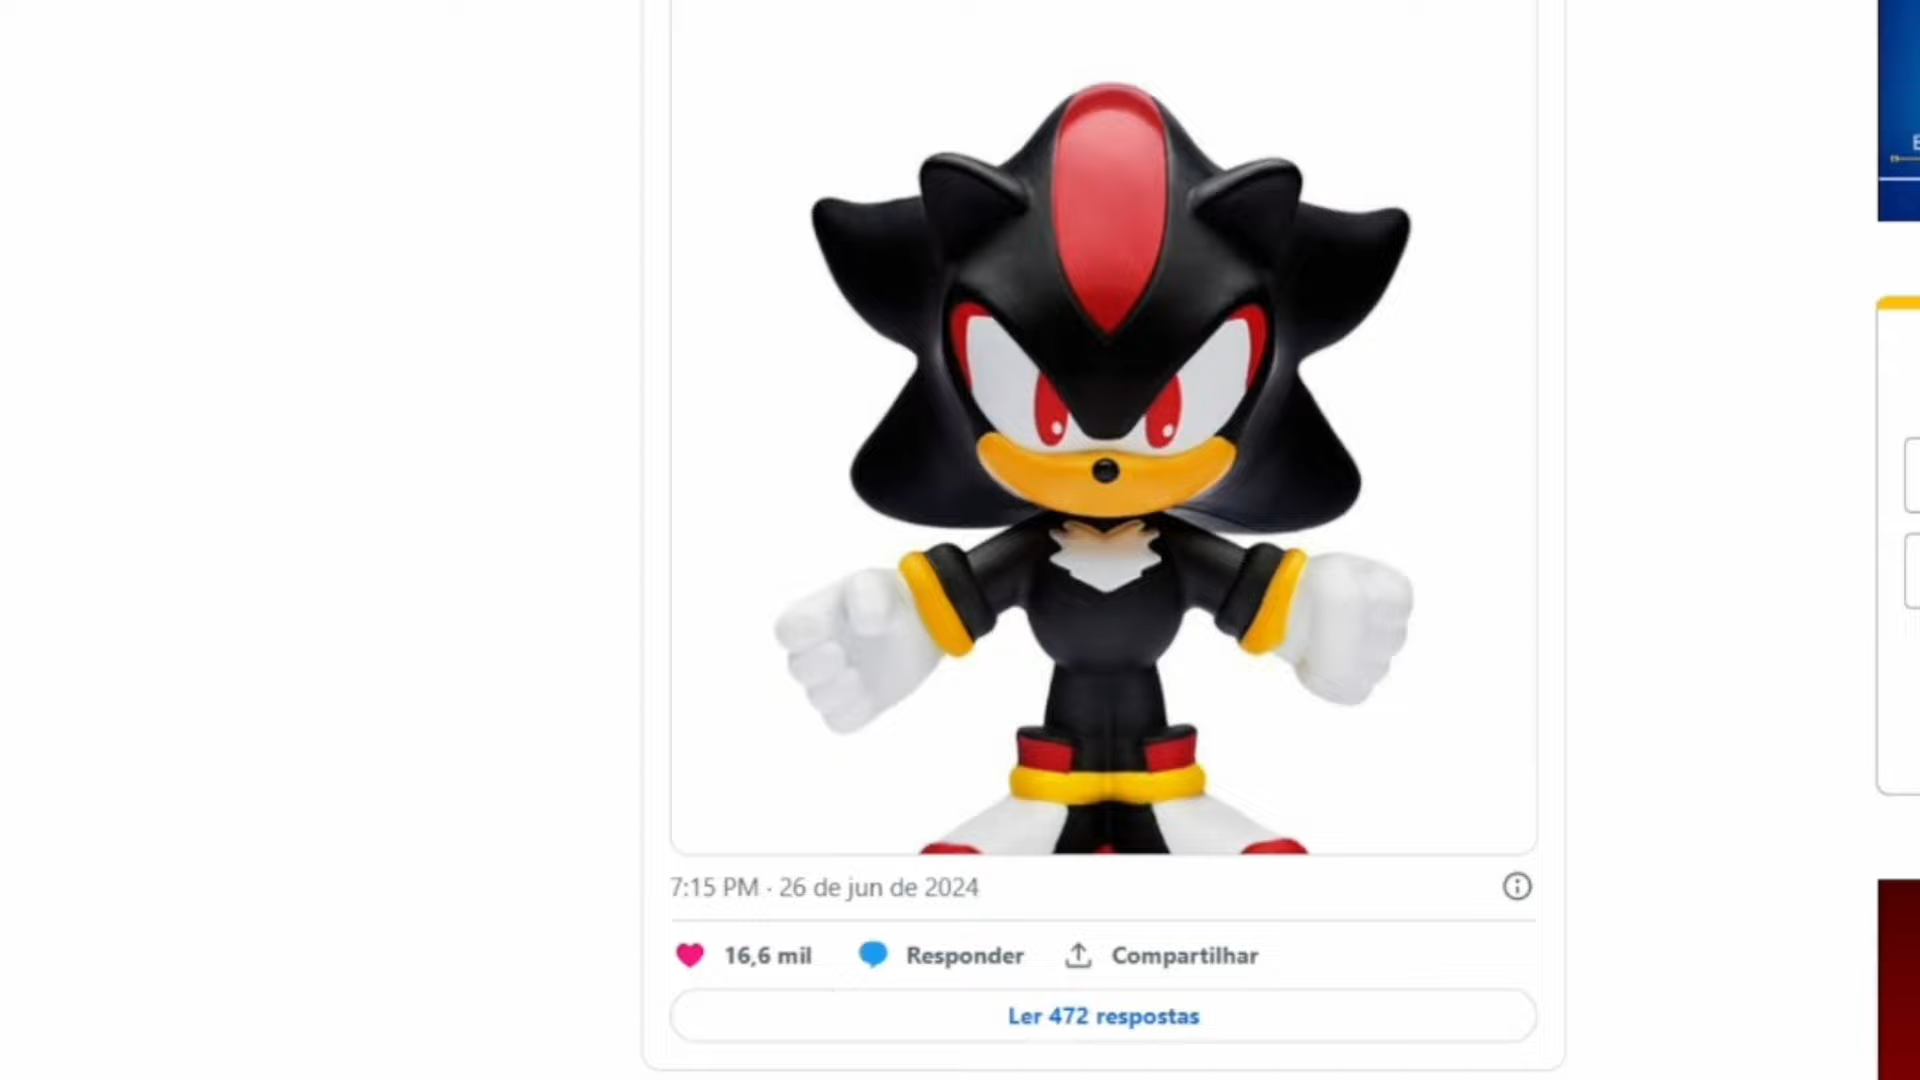 7:15 PM · 26 de jun de 2024
16,6 mil
Responder
Compartilhar
Ler 472 respostas